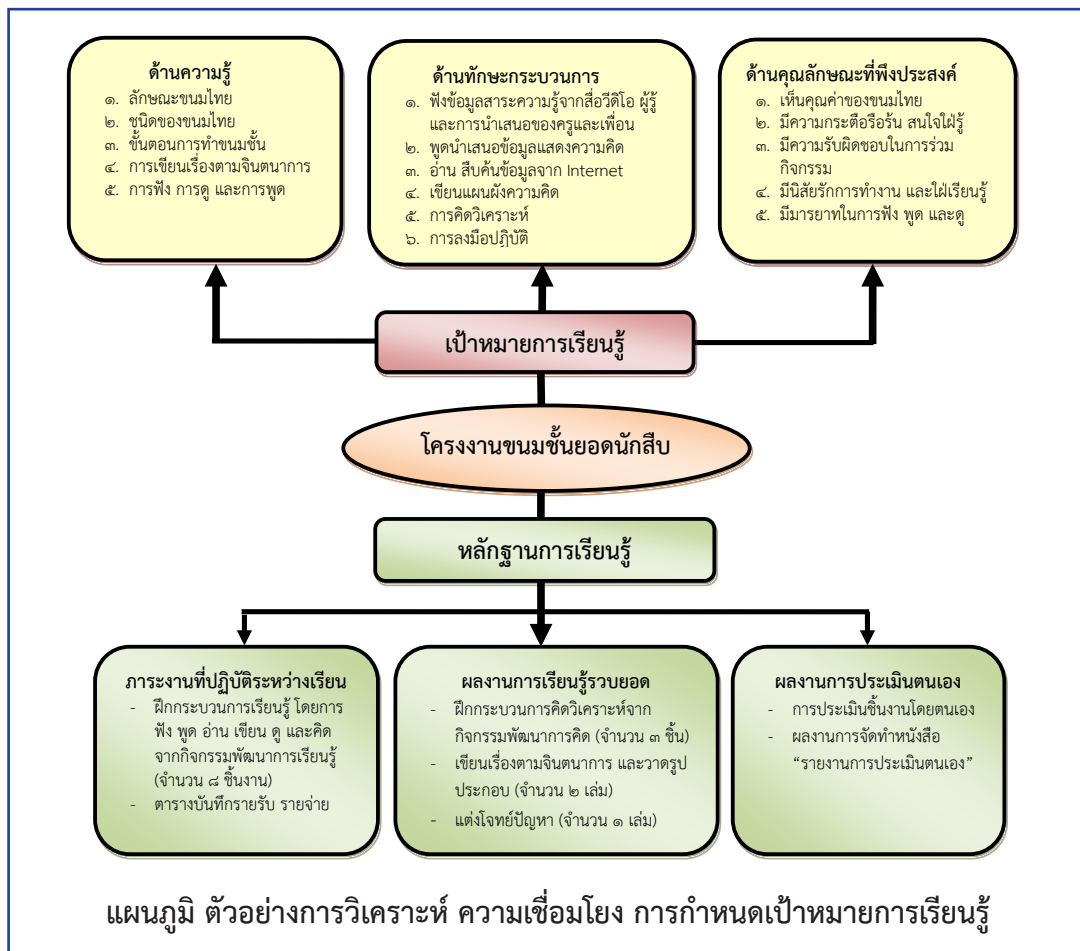 ด้านความรู้
๑. ลักษณะขนมไทย
๒. ชนิดของขนมไทย
๓. ขั้นตอนการทำขนมชั้น
๔. การเขียนเรื่องตามจินตนาการ
๕. การฟัง การดู และการพูด
ด้านทักษะกระบวนการ
๑. ฟังข้อมูลสาระความรู้จากสื่อวีดิโอ ผู้รู้
และการนำเสนอของครูและเพื่อน
๒. พูดนำเสนอข้อมูลแสดงความคิด
๓. อ่าน สืบค้นข้อมูลจาก Internet
๔. เขียนแผนผังความคิด
๕. การคิดวิเคราะห์
๖. การลงมือปฏิบัติ
ด้านคุณลักษณะที่พึงประสงค์
๑. เห็นคุณค่าของขนมไทย
๒. มีความกระตือรือร้น สนใจใฝ่รู้
๓. มีความรับผิดชอบในการร่วม
กิจกรรม
๔. มีนิสัยรักการทำงาน และใฝ่เรียนรู้
๕. มีมารยาทในการฟัง พูด และดู
เป้าหมายการเรียนรู้
โครงงานขนมชั้นยอดนักสืบ
หลักฐานการเรียนรู้
ภาระงานที่ปฏิบัติระหว่างเรียน
- ฝึกกระบวนการเรียนรู้ โดยการ
ฟัง พูด อ่าน เขียน ดู และคิด
จากกิจกรรมพัฒนาการเรียนรู้
(จำนวน ๘ ชิ้นงาน)
- ตารางบันทึกรายรับ รายจ่าย
ผลงานการเรียนรู้รวบยอด
- ฝึกกระบวนการคิดวิเคราะห์จาก
กิจกรรมพัฒนาการคิด (จำนวน ๓ ชิ้น)
- เขียนเรื่องตามจินตนาการ และวาดรูป
ประกอบ (จำนวน ๒ เล่ม)
- แต่งโจทย์ปัญหา (จำนวน ๑ เล่ม)
ผลงานการประเมินตนเอง
- การประเมินชิ้นงานโดยตนเอง
- ผลงานการจัดทำหนังสือ
“รายงานการประเมินตนเอง”
แผนภูมิ ตัวอย่างการวิเคราะห์ ความเชื่อมโยง การกำหนดเป้าหมายการเรียนรู้